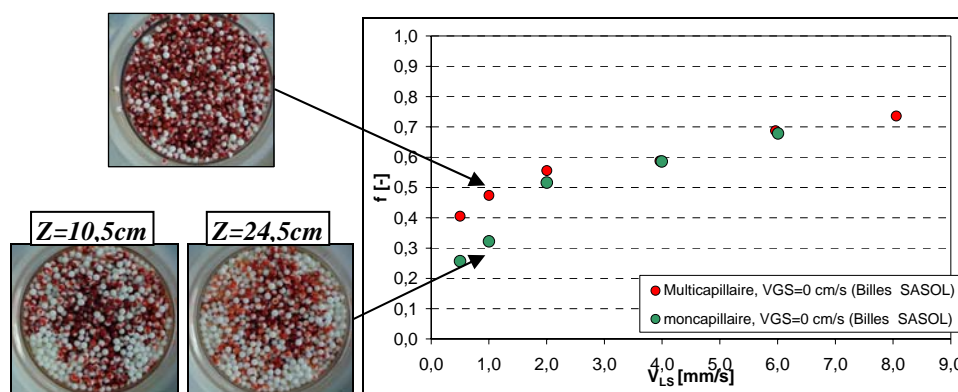 Z=10,5cm
Z=24,5cm
1,0
0,9
0,8
0,7
0,6
0,5
0,4
0,3
0,2
0,1
0,0
f [-]
Multicapillaire, VGS=0 cm/s (Billes SASOL)
moncapillaire, VGS=0 cm/s (Billes SASOL)
0,0 1,0 2,0 3,0 4,0 5,0 6,0 7,0 8,0 9,0
VLS [mm/s]